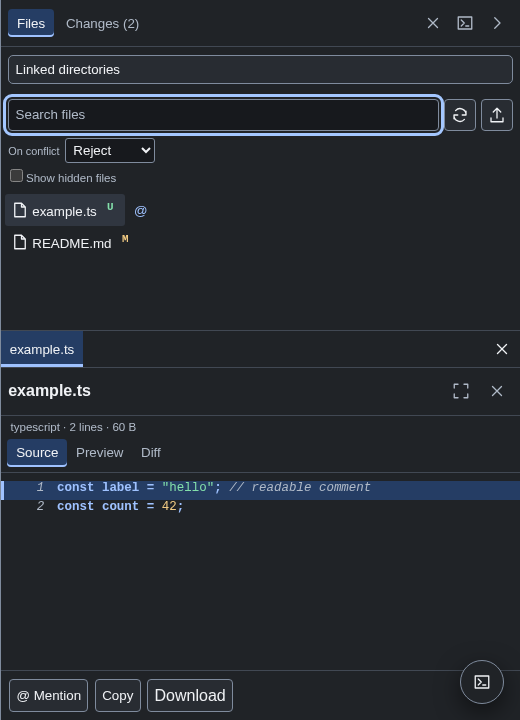 Files Changes (2)
Linked directories
Search files
On conflict Reject
Show hidden files
example.ts U @
README.md M
example.ts
example.ts
typescript · 2 lines · 60 B
Source Preview Diff
1 const label = "hello"; // readable comment
2 const count = 42;
@ Mention Copy Download